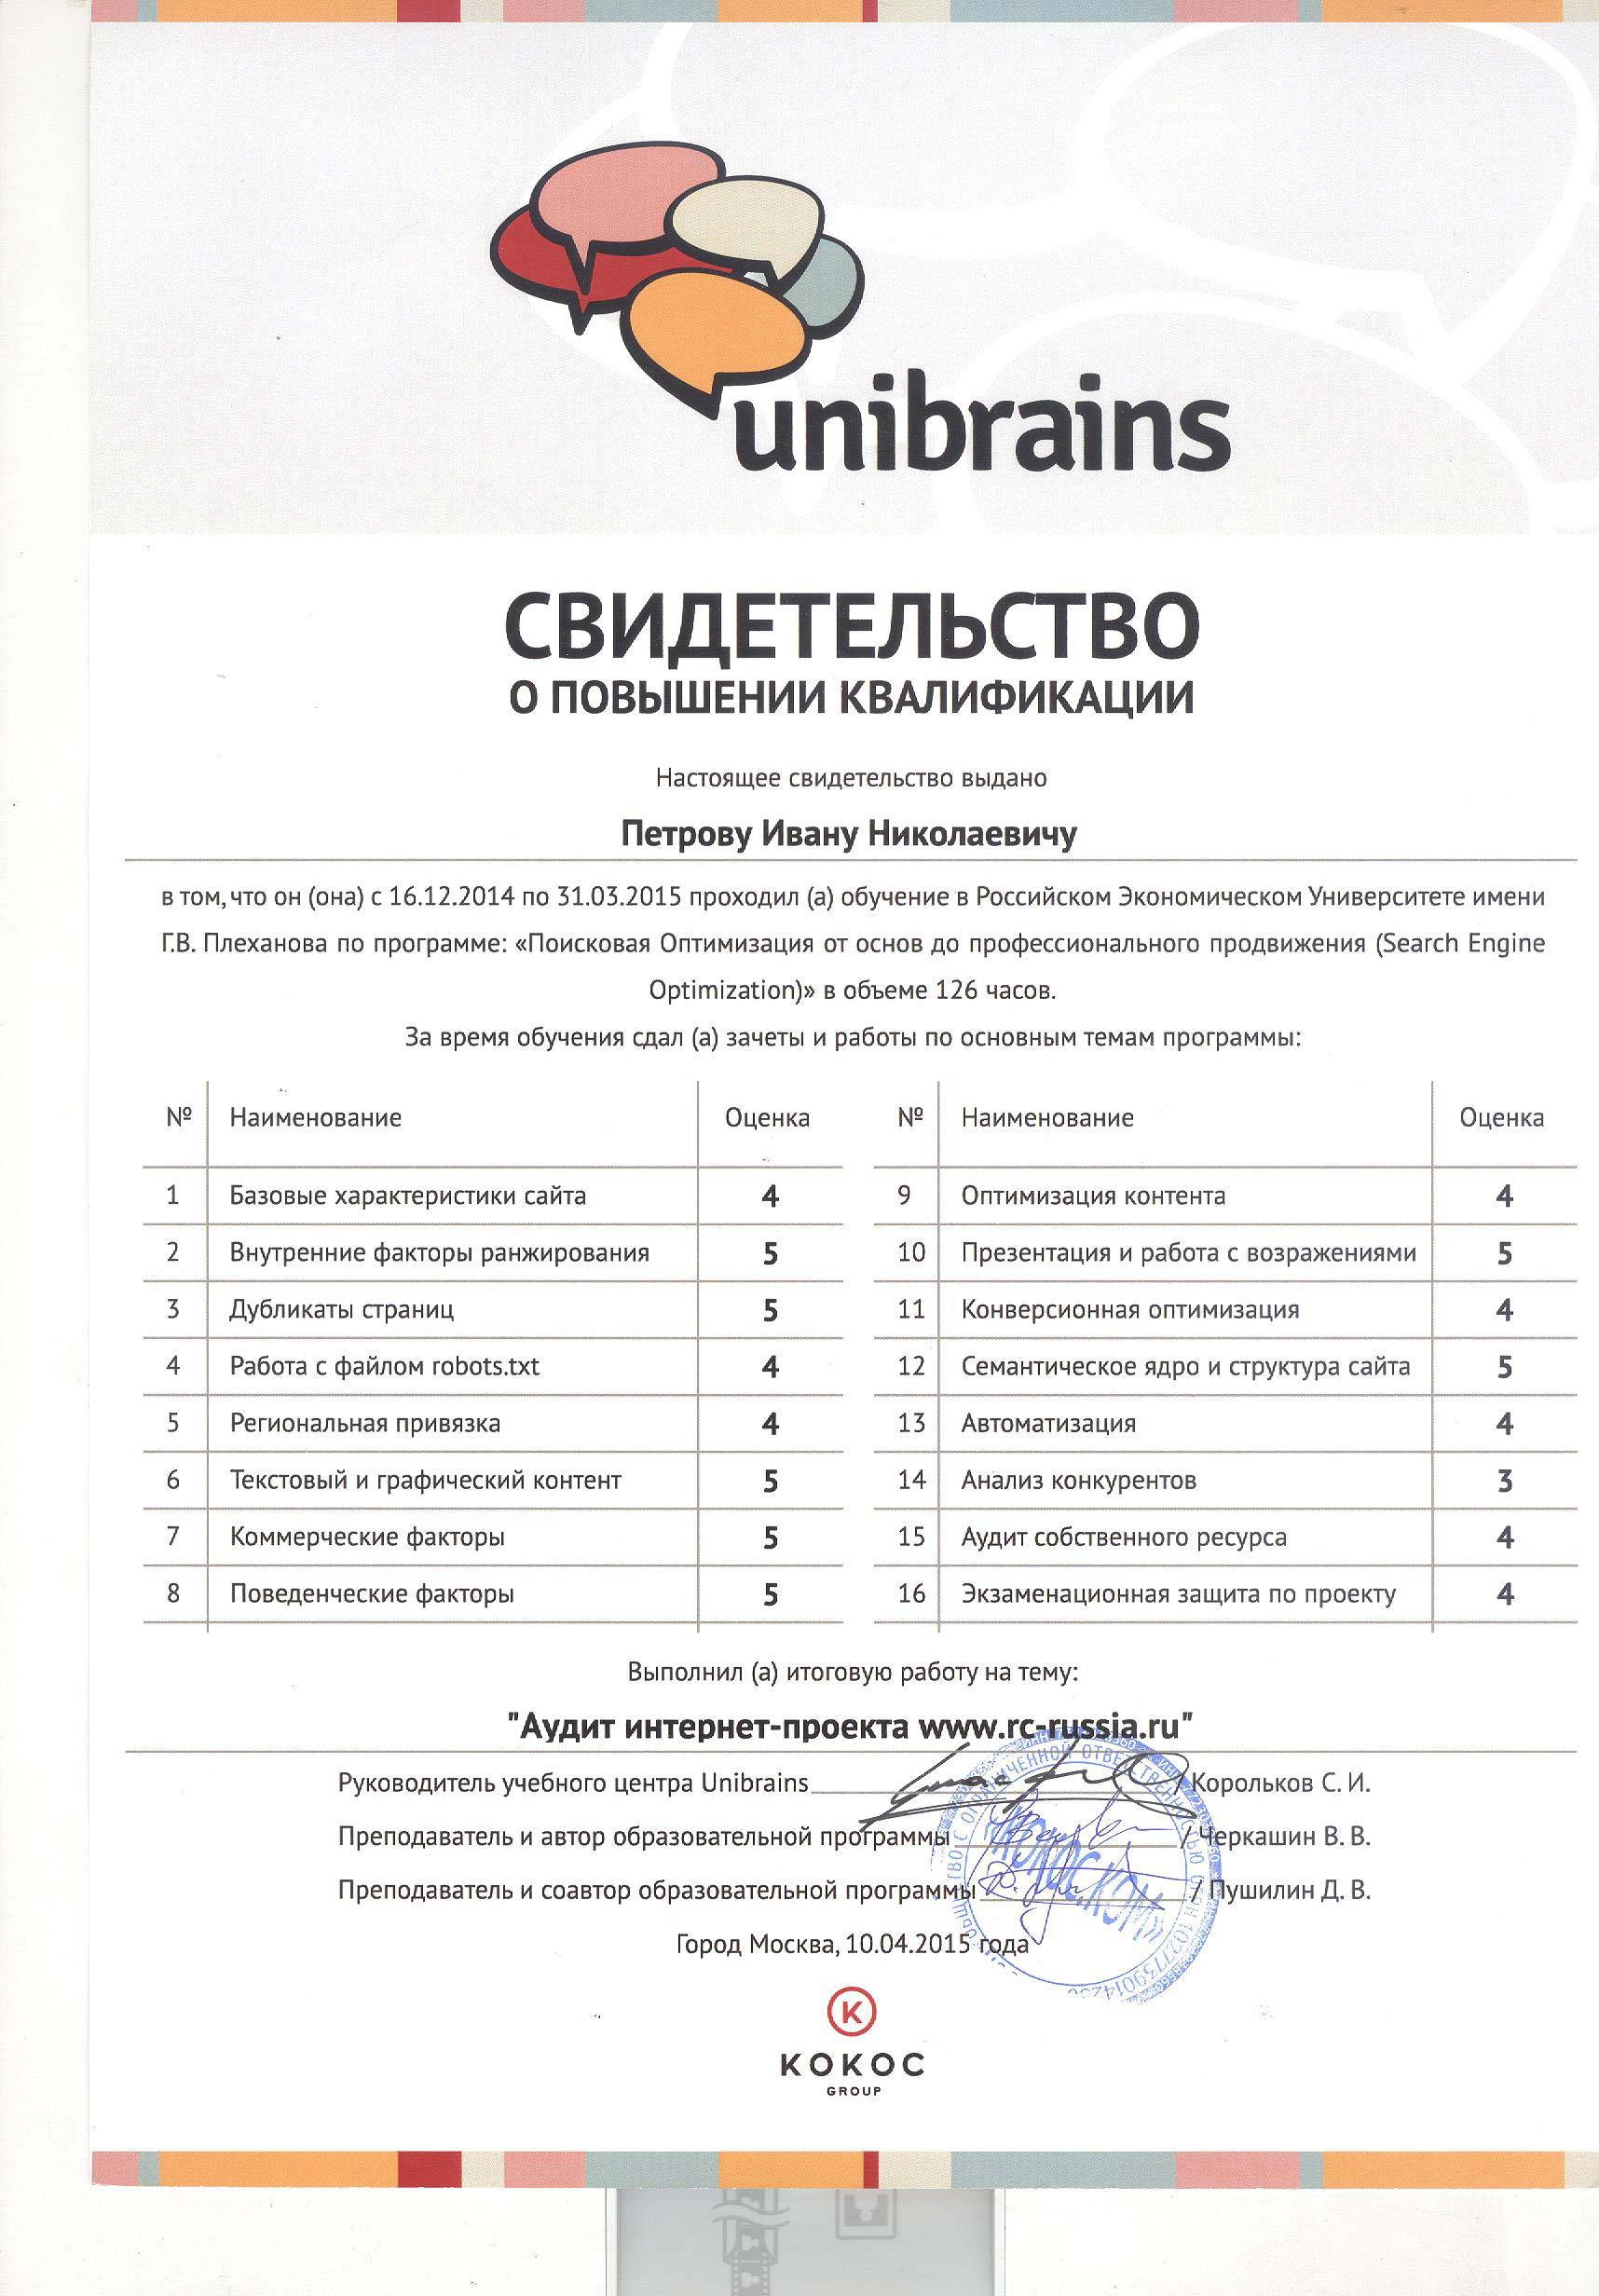 unibrains
СВИДЕТЕЛЬСТВО
О ПОВЫШЕНИИ КВАЛИФИКАЦИИ
Настоящее свидетельство выдано
Петрову Ивану Николаевичу
в том, что он (она) с 16.12.2014 по 31.03.2015 проходил (а) обучение в Российском Экономическом Университете имени
Г.В. Плеханова по программе: «Поисковая Оптимизация от основ до профессионального продвижения (Search Engine
Optimization)» в объеме 126 часов.
За время обучения сдал (а) зачеты и работы по основным темам программы:
№ Наименование Оценка № Наименование Оценка
1 Базовые характеристики сайта 4 9 Оптимизация контента 4
2 Внутренние факторы ранжирования 5 10 Презентация и работа с возражениями 5
3 Дубликаты страниц 5 11 Конверсионная оптимизация 4
4 Работа с файлом robots.txt 4 12 Семантическое ядро и структура сайта 5
5 Региональная привязка 4 13 Автоматизация 4
6 Текстовый и графический контент 5 14 Анализ конкурентов 3
7 Коммерческие факторы 5 15 Аудит собственного ресурса 4
8 Поведенческие факторы 5 16 Экзаменационная защита по проекту 4
Выполнил (а) итоговую работу на тему:
"Аудит интернет-проекта www.rc-russia.ru"
Руководитель учебного центра Unibrains / Корольков С. И.
Преподаватель и автор образовательной программы / Черкашин В. В.
Преподаватель и соавтор образовательной программы / Пушилин Д. В.
Город Москва, 10.04.2015 года
ОБЩЕСТВО С ОГРАНИЧЕННОЙ ОТВЕТСТВЕННОСТЬЮ
«КОКОС.КОМ»
K
КОКОС
GROUP